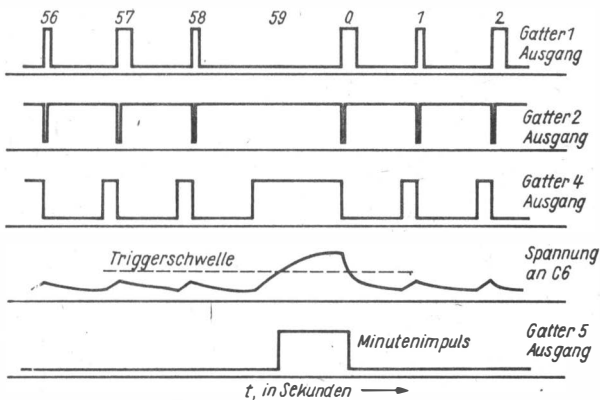 56 57 58 59 0 1 2
Gatter 1
Ausgang
Gatter 2
Ausgang
Gatter 4
Ausgang
Triggerschwelle
Spannung
an C6
Minutenimpuls
Gatter 5
Ausgang
t, in Sekunden